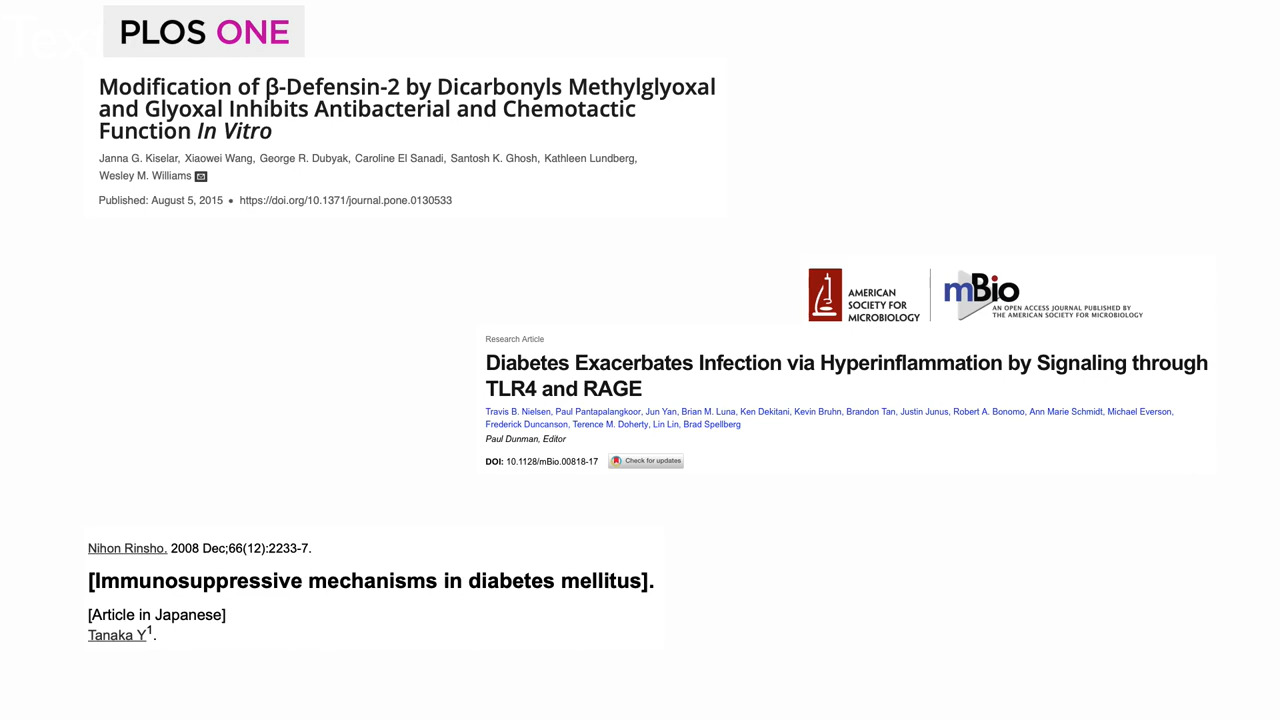 Text
PLOS ONE
Modification of β-Defensin-2 by Dicarbonyls Methylglyoxal
and Glyoxal Inhibits Antibacterial and Chemotactic
Function In Vitro
Janna G. Kiselar, Xiaowei Wang, George R. Dubyak, Caroline El Sanadi, Santosh K. Ghosh, Kathleen Lundberg,
Wesley M. Williams
Published: August 5, 2015 • https://doi.org/10.1371/journal.pone.0130533
AMERICAN
SOCIETY FOR
MICROBIOLOGY
mBio
AN OPEN ACCESS JOURNAL PUBLISHED BY
THE AMERICAN SOCIETY FOR MICROBIOLOGY
Research Article
Diabetes Exacerbates Infection via Hyperinflammation by Signaling through
TLR4 and RAGE
Travis B. Nielsen, Paul Pantapalangkoor, Jun Yan, Brian M. Luna, Ken Dekitani, Kevin Bruhn, Brandon Tan, Justin Junus, Robert A. Bonomo, Ann Marie Schmidt, Michael Everson,
Frederick Duncanson, Terence M. Doherty, Lin Lin, Brad Spellberg
Paul Dunman, Editor
DOI: 10.1128/mBio.00818-17 Check for updates
Nihon Rinsho. 2008 Dec;66(12):2233-7.
[Immunosuppressive mechanisms in diabetes mellitus].
[Article in Japanese]
Tanaka Y1.